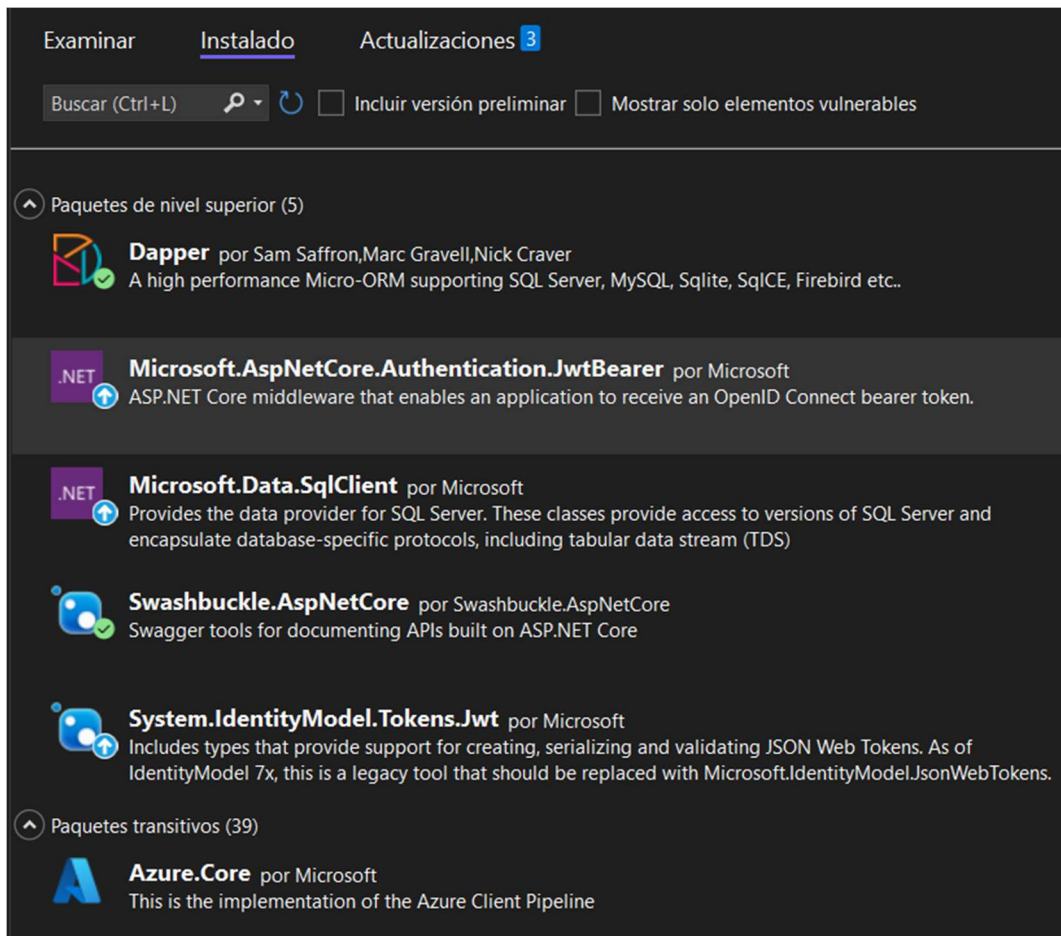 Examinar Instalado Actualizaciones 3
Buscar (Ctrl+L) Incluir versión preliminar Mostrar solo elementos vulnerables
Paquetes de nivel superior (5)
Dapper por Sam Saffron,Marc Gravell,Nick Craver
A high performance Micro-ORM supporting SQL Server, MySQL, Sqlite, SqlCE, Firebird etc..
.NET Microsoft.AspNetCore.Authentication.JwtBearer por Microsoft
ASP.NET Core middleware that enables an application to receive an OpenID Connect bearer token.
.NET Microsoft.Data.SqlClient por Microsoft
Provides the data provider for SQL Server. These classes provide access to versions of SQL Server and
encapsulate database-specific protocols, including tabular data stream (TDS)
Swashbuckle.AspNetCore por Swashbuckle.AspNetCore
Swagger tools for documenting APIs built on ASP.NET Core
System.IdentityModel.Tokens.Jwt por Microsoft
Includes types that provide support for creating, serializing and validating JSON Web Tokens. As of
IdentityModel 7x, this is a legacy tool that should be replaced with Microsoft.IdentityModel.JsonWebTokens.
Paquetes transitivos (39)
Azure.Core por Microsoft
This is the implementation of the Azure Client Pipeline